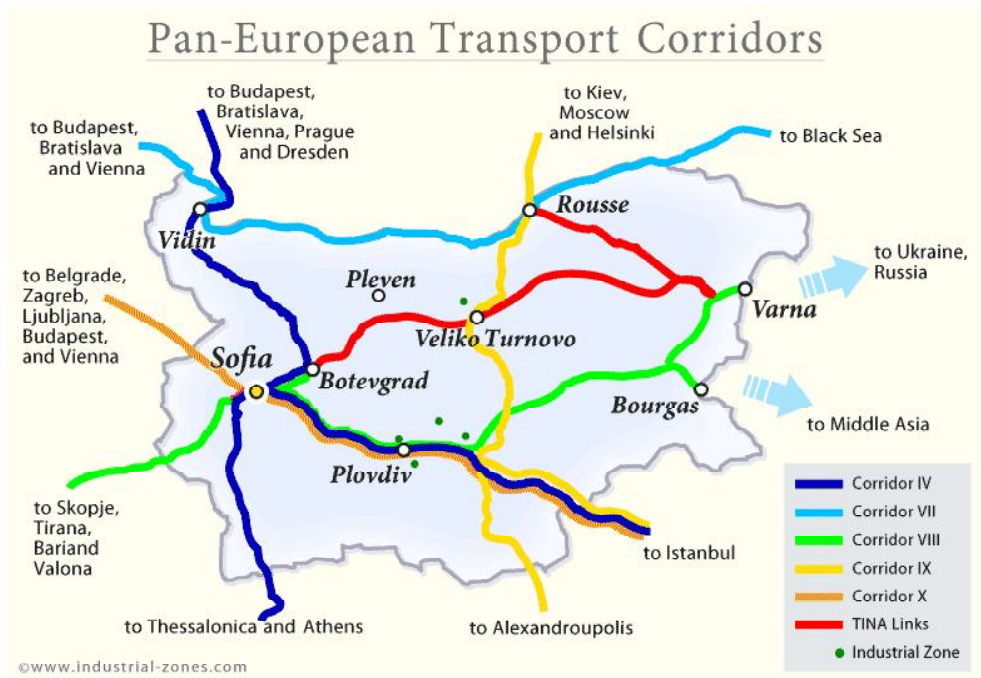 Pan-European Transport Corridors
to Budapest,
Bratislava,
Vienna, Prague
and Dresden
to Kiev,
Moscow
and Helsinki
to Budapest,
Bratislava
and Vienna
to Black Sea
Rousse
Vidin
to Ukraine,
Russia
to Belgrade,
Zagreb,
Ljubljana,
Budapest,
and Vienna
Pleven
Varna
Veliko Turnovo
Sofia
Botevgrad
Bourgas
to Middle Asia
Plovdiv
to Skopje,
Tirana,
Bariand
Valona
to Istanbul
to Thessalonica and Athens
to Alexandroupolis
Corridor IV
Corridor VII
Corridor VIII
Corridor IX
Corridor X
TINA Links
Industrial Zone
©www.industrial-zones.com